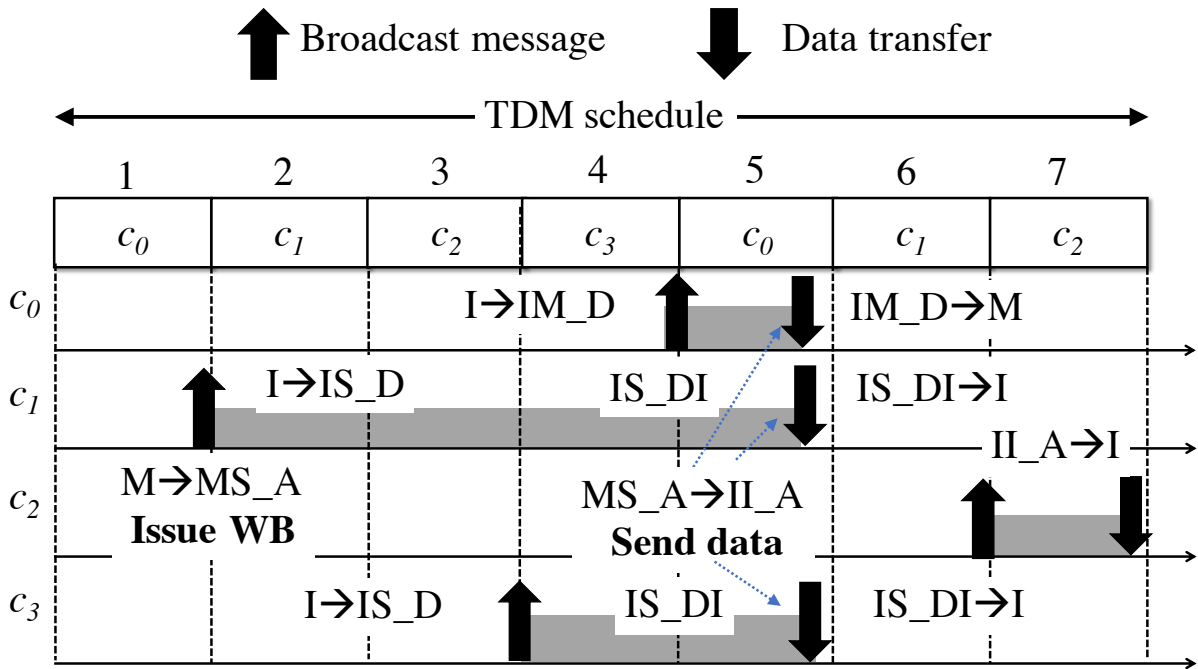 Broadcast message Data transfer
TDM schedule
1 2 3 4 5 6 7
c0 c1 c2 c3 c0 c1 c2
c0 I→IM_D IM_D→M
c1 I→IS_D IS_DI IS_DI→I
II_A→I
c2 M→MS_A MS_A→II_A
Issue WB Send data
c3 I→IS_D IS_DI IS_DI→I